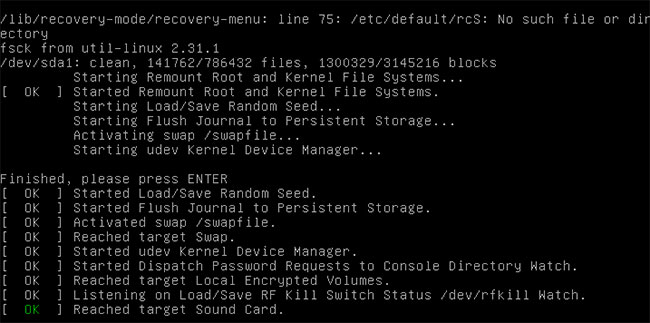 /lib/recovery-mode/recovery-menu: line 75: /etc/default/rcS: No such file or dir
ectory
fsck from util-linux 2.31.1
/dev/sda1: clean, 141762/786432 files, 1300329/3145216 blocks
         Starting Remount Root and Kernel File Systems...
[  OK  ] Started Remount Root and Kernel File Systems.
         Starting Load/Save Random Seed...
         Starting Flush Journal to Persistent Storage...
         Activating swap /swapfile...
         Starting udev Kernel Device Manager...
Finished, please press ENTER
[  OK  ] Started Load/Save Random Seed.
[  OK  ] Started Flush Journal to Persistent Storage.
[  OK  ] Activated swap /swapfile.
[  OK  ] Reached target Swap.
[  OK  ] Started udev Kernel Device Manager.
[  OK  ] Started Dispatch Password Requests to Console Directory Watch.
[  OK  ] Reached target Local Encrypted Volumes.
[  OK  ] Listening on Load/Save RF Kill Switch Status /dev/rfkill Watch.
[  OK  ] Reached target Sound Card.